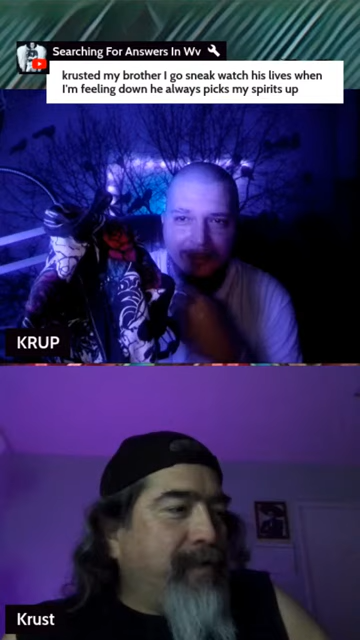 Searching For Answers In Wv
krusted my brother I go sneak watch his lives when
I'm feeling down he always picks my spirits up
KRUP
Krust